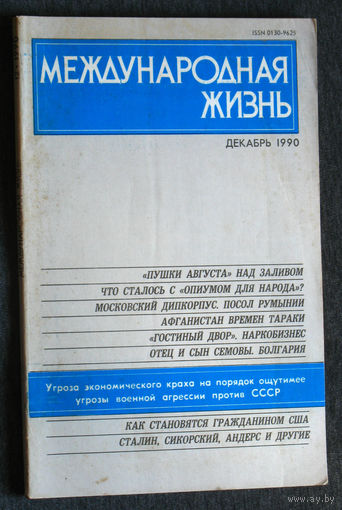 ISSN 0130-9625
МЕЖДУНАРОДНАЯ
ЖИЗНЬ
ДЕКАБРЬ 1990
«ПУШКИ АВГУСТА» НАД ЗАЛИВОМ
ЧТО СТАЛОСЬ С «ОПИУМОМ ДЛЯ НАРОДА»?
МОСКОВСКИЙ ДИПКОРПУС. ПОСОЛ РУМЫНИИ
АФГАНИСТАН ВРЕМЕН ТАРАКИ
«ГОСТИНЫЙ ДВОР». НАРКОБИЗНЕС
ОТЕЦ И СЫН СЕМОВЫ. БОЛГАРИЯ
Угроза экономического краха на порядок ощутимее
угрозы военной агрессии против СССР
КАК СТАНОВЯТСЯ ГРАЖДАНИНОМ США
СТАЛИН, СИКОРСКИЙ, АНДЕРС И ДРУГИЕ
ay.by